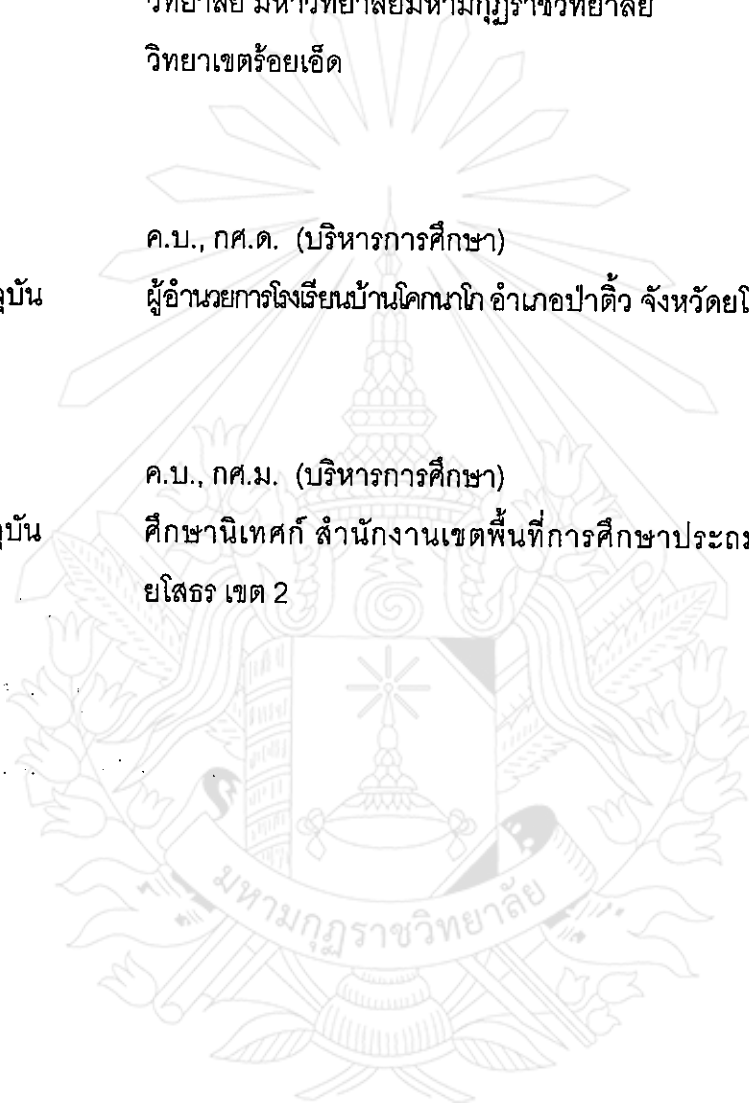 วิทยาลัย มหาวิทยาลัยมหามกุฏราชวิทยาลัย
วิทยาเขตร้อยเอ็ด
ค.บ., กศ.ด. (บริหารการศึกษา)
ผู้อำนวยการโรงเรียนบ้านโคกนาโก อำเภอป่าติ้ว จังหวัดยโ
ค.บ., กศ.ม. (บริหารการศึกษา)
ศึกษานิเทศก์ สำนักงานเขตพื้นที่การศึกษาประถม
ยโสธร เขต 2
มหามกุฏราชวิทยาลัย